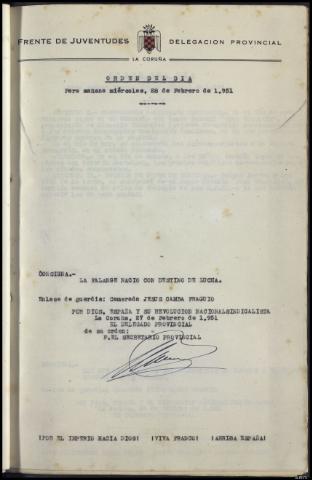 FRENTE DE JUVENTUDES DELEGACION PROVINCIAL
LA CORUÑA
ORDEN DEL DIA
Para mañana miércoles, 28 de Febrero de 1,951
CONSIGNA.-
LA FALANGE NACIO CON DESTINO DE LUCHA.
Enlace de guardia: Camarada JESUS CAMBA FRAGUIO
POR DIOS, ESPAÑA Y SU REVOLUCION NACIONALSINDICALISTA
La Coruña, 27 de Febrero de 1,951
EL DELEGADO PROVINCIAL
de su orden:
P.EL SECRETARIO PROVINCIAL
¡POR EL IMPERIO HACIA DIOS! ¡VIVA FRANCO! ¡ARRIBA ESPAÑA!